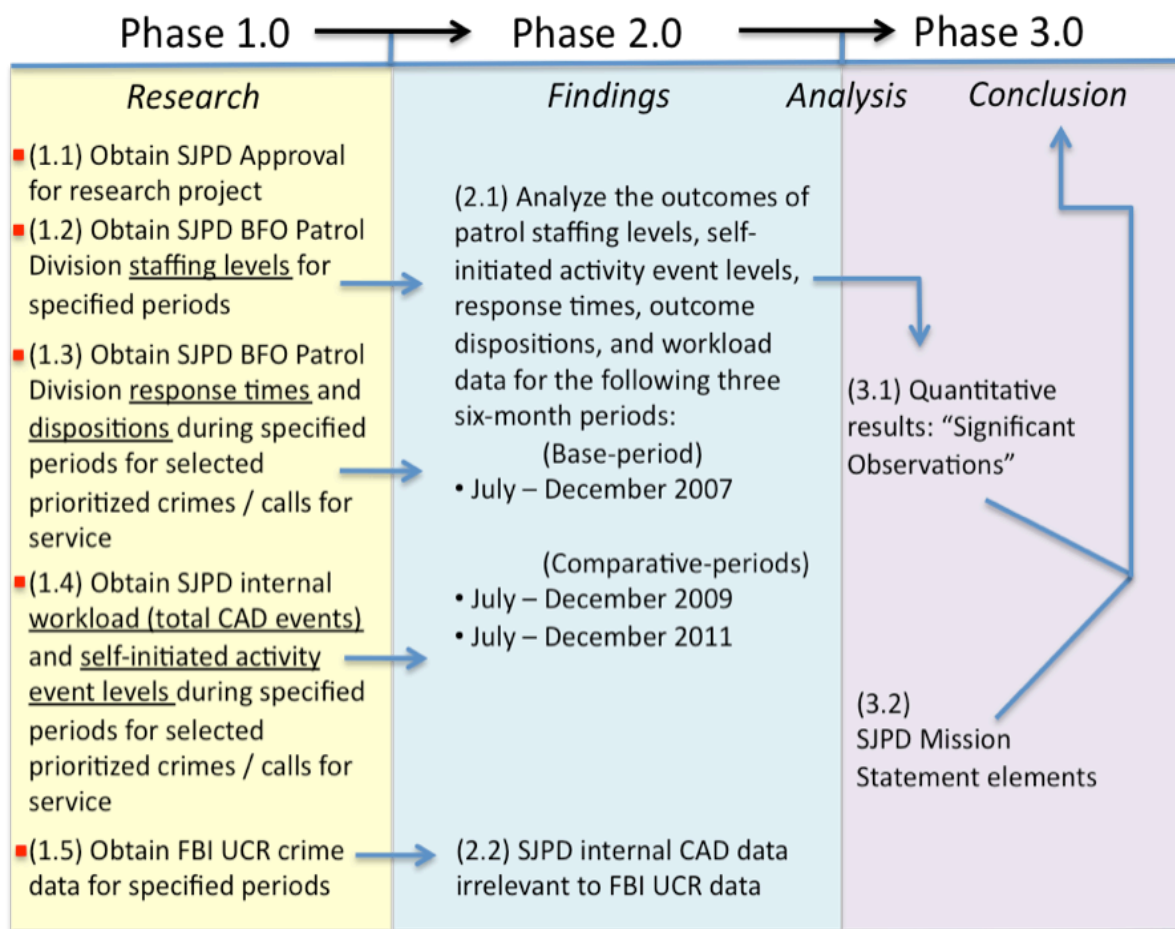 Phase 1.0
Phase 2.0
Phase 3.0
Research
Findings
Analysis
Conclusion
(1.1) Obtain SJPD Approval
for research project
(1.2) Obtain SJPD BFO Patrol
Division staffing levels for
specified periods
(1.3) Obtain SJPD BFO Patrol
Division response times and
dispositions during specified
periods for selected
prioritized crimes / calls for
service
(1.4) Obtain SJPD internal
workload (total CAD events)
and self-initiated activity
event levels during specified
periods for selected
prioritized crimes / calls for
service
(1.5) Obtain FBI UCR crime
data for specified periods
(2.1) Analyze the outcomes of
patrol staffing levels, self-
initiated activity event levels,
response times, outcome
dispositions, and workload
data for the following three
six-month periods:
(Base-period)
• July – December 2007
(Comparative-periods)
• July – December 2009
• July – December 2011
(2.2) SJPD internal CAD data
irrelevant to FBI UCR data
(3.1) Quantitative
results: “Significant
Observations”
(3.2)
SJPD Mission
Statement elements